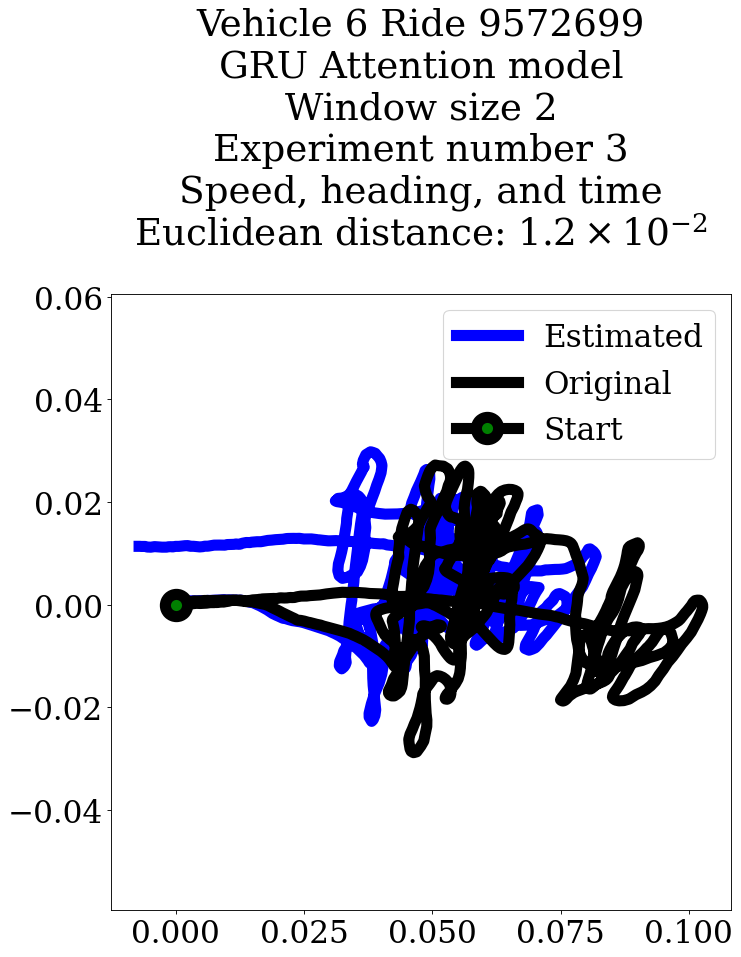 Vehicle 6 Ride 9572699
GRU Attention model
Window size 2
Experiment number 3
Speed, heading, and time
Euclidean distance: 1.2 × 10⁻²
0.06
Estimated
0.04
Original
Start
0.02
0.00
−0.02
−0.04
0.000 0.025 0.050 0.075 0.100